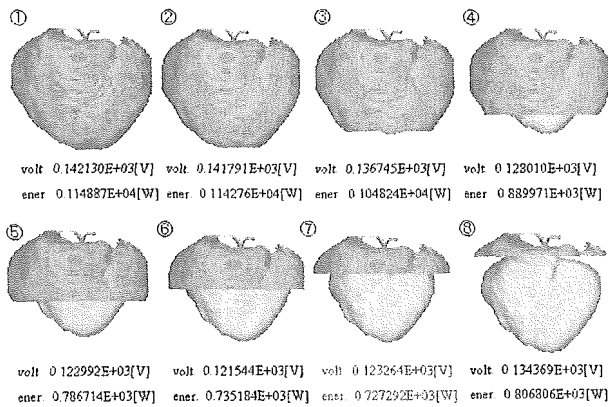 ① ② ③ ④
volt. 0.142130E+03[V] volt. 0.141791E+03[V] volt. 0.136745E+03[V] volt. 0.128010E+03[V]
ener. 0.114887E+04[W] ener. 0.114276E+04[W] ener. 0.104824E+04[W] ener. 0.889971E+03[W]
⑤ ⑥ ⑦ ⑧
volt. 0.122992E+03[V] volt. 0.121544E+03[V] volt. 0.123264E+03[V] volt. 0.134369E+03[V]
ener. 0.786714E+03[W] ener. 0.735184E+03[W] ener. 0.727292E+03[W] ener. 0.806806E+03[W]